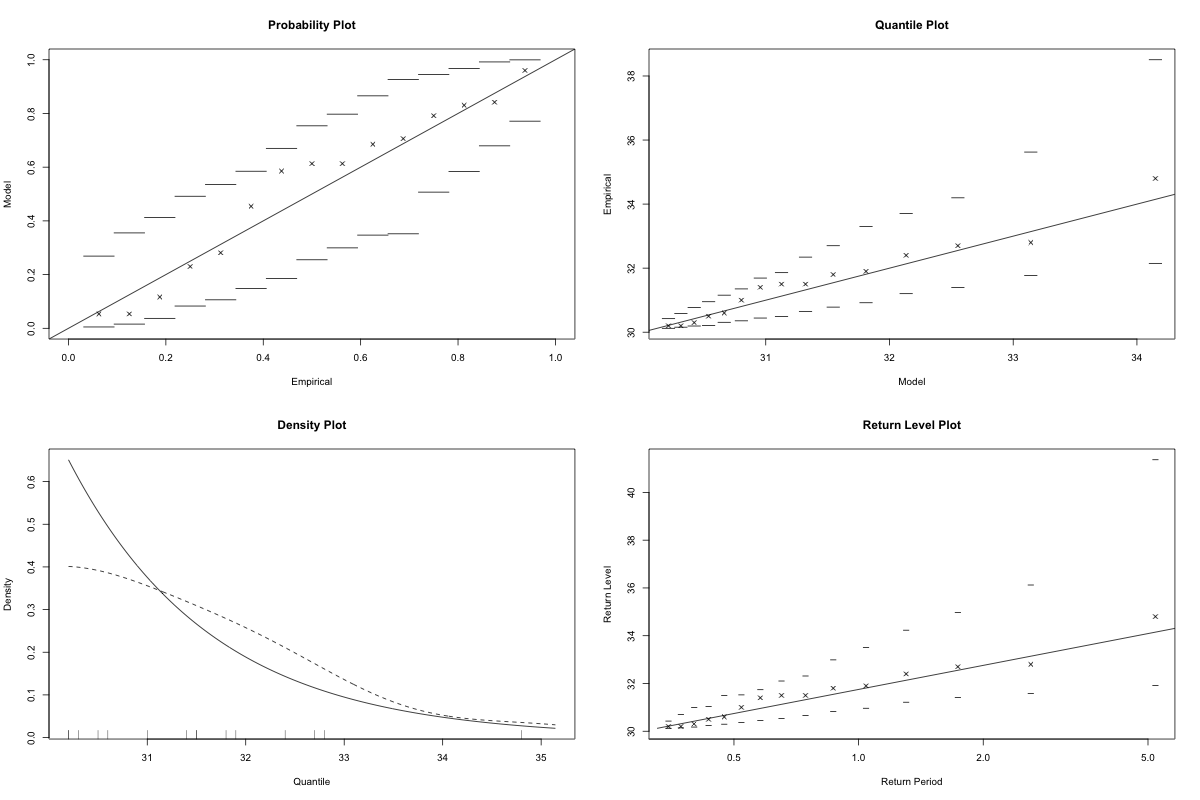 Probability Plot
Model
0.0 0.2 0.4 0.6 0.8 1.0
0.0 0.2 0.4 0.6 0.8 1.0
Empirical
Quantile Plot
Empirical
30 32 34 36 38
31 32 33 34
Model
Density Plot
Density
0.0 0.1 0.2 0.3 0.4 0.5 0.6
31 32 33 34 35
Quantile
Return Level Plot
Return Level
30 32 34 36 38 40
0.5 1.0 2.0 5.0
Return Period